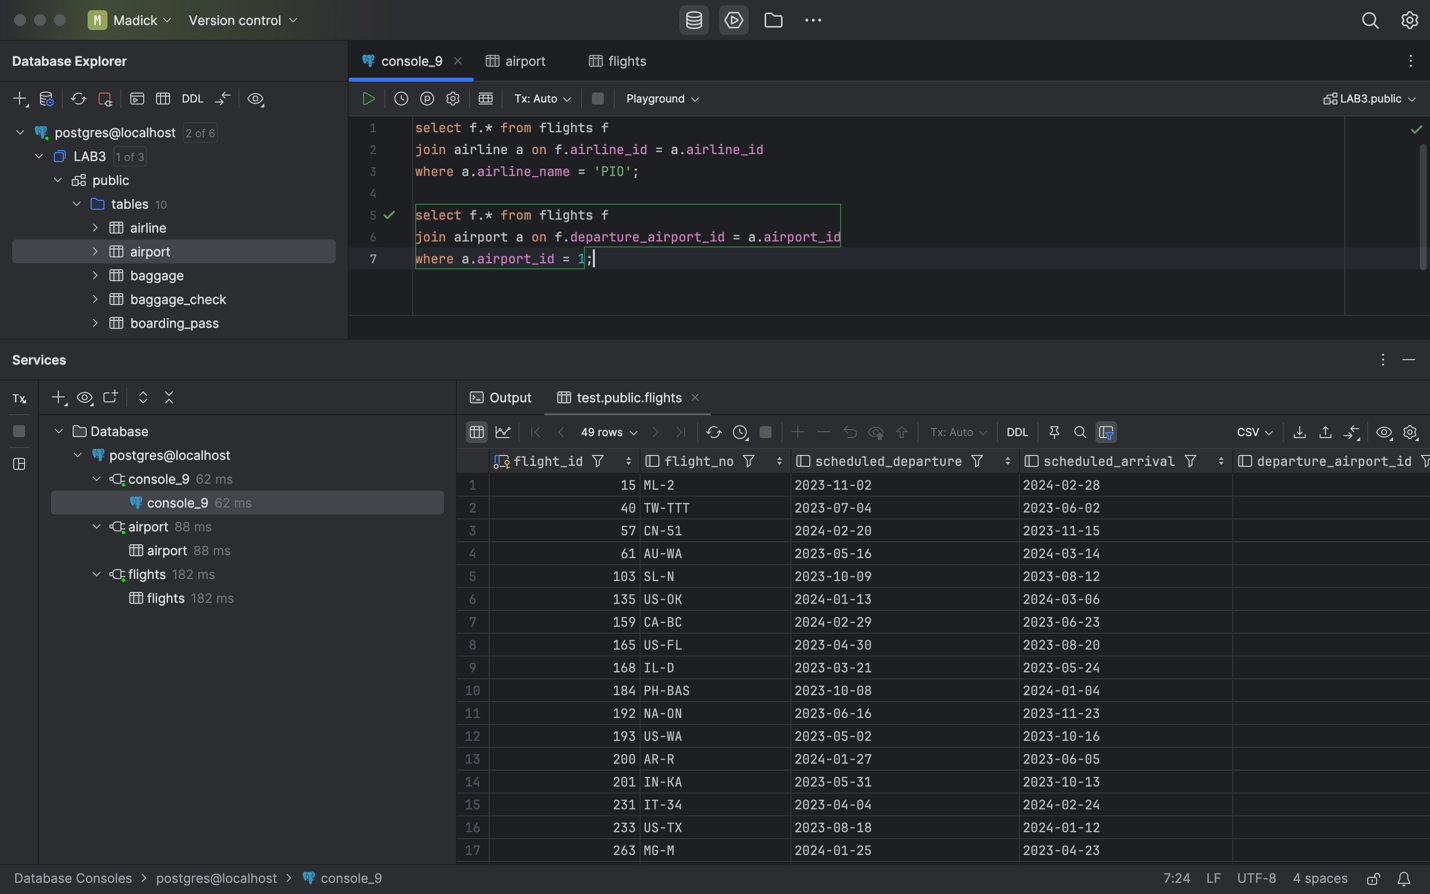 M Madick Version control
Database Explorer
console_9
airport
flights
DDL
Tx: Auto
Playground
LAB3.public
postgres@localhost 2 of 6
LAB3 1 of 3
public
tables 10
airline
airport
baggage
baggage_check
boarding_pass
1 select f.* from flights f
2 join airline a on f.airline_id = a.airline_id
3 where a.airline_name = 'PIO';
4
5 select f.* from flights f
6 join airport a on f.departure_airport_id = a.airport_id
7 where a.airport_id = 1;
Services
Tx
Database
postgres@localhost
console_9 62 ms
console_9 62 ms
airport 88 ms
airport 88 ms
flights 182 ms
flights 182 ms
Output
test.public.flights
49 rows
Tx: Auto
DDL
CSV
flight_id flight_no scheduled_departure scheduled_arrival departure_airport_id
1 15 ML-2 2023-11-02 2024-02-28
2 40 TW-TTT 2023-07-04 2023-06-02
3 57 CN-51 2024-02-20 2023-11-15
4 61 AU-WA 2023-05-16 2024-03-14
5 103 SL-N 2023-10-09 2023-08-12
6 135 US-OK 2024-01-13 2024-03-06
7 159 CA-BC 2024-02-29 2023-06-23
8 165 US-FL 2023-04-30 2023-08-20
9 168 IL-D 2023-03-21 2023-05-24
10 184 PH-BAS 2023-10-08 2024-01-04
11 192 NA-ON 2023-06-16 2023-11-23
12 193 US-WA 2023-05-02 2023-10-16
13 200 AR-R 2024-01-27 2023-06-05
14 201 IN-KA 2023-05-31 2023-10-13
15 231 IT-34 2023-04-04 2024-02-24
16 233 US-TX 2023-08-18 2024-01-12
17 263 MG-M 2024-01-25 2023-04-23
Database Consoles > postgres@localhost > console_9
7:24 LF UTF-8 4 spaces